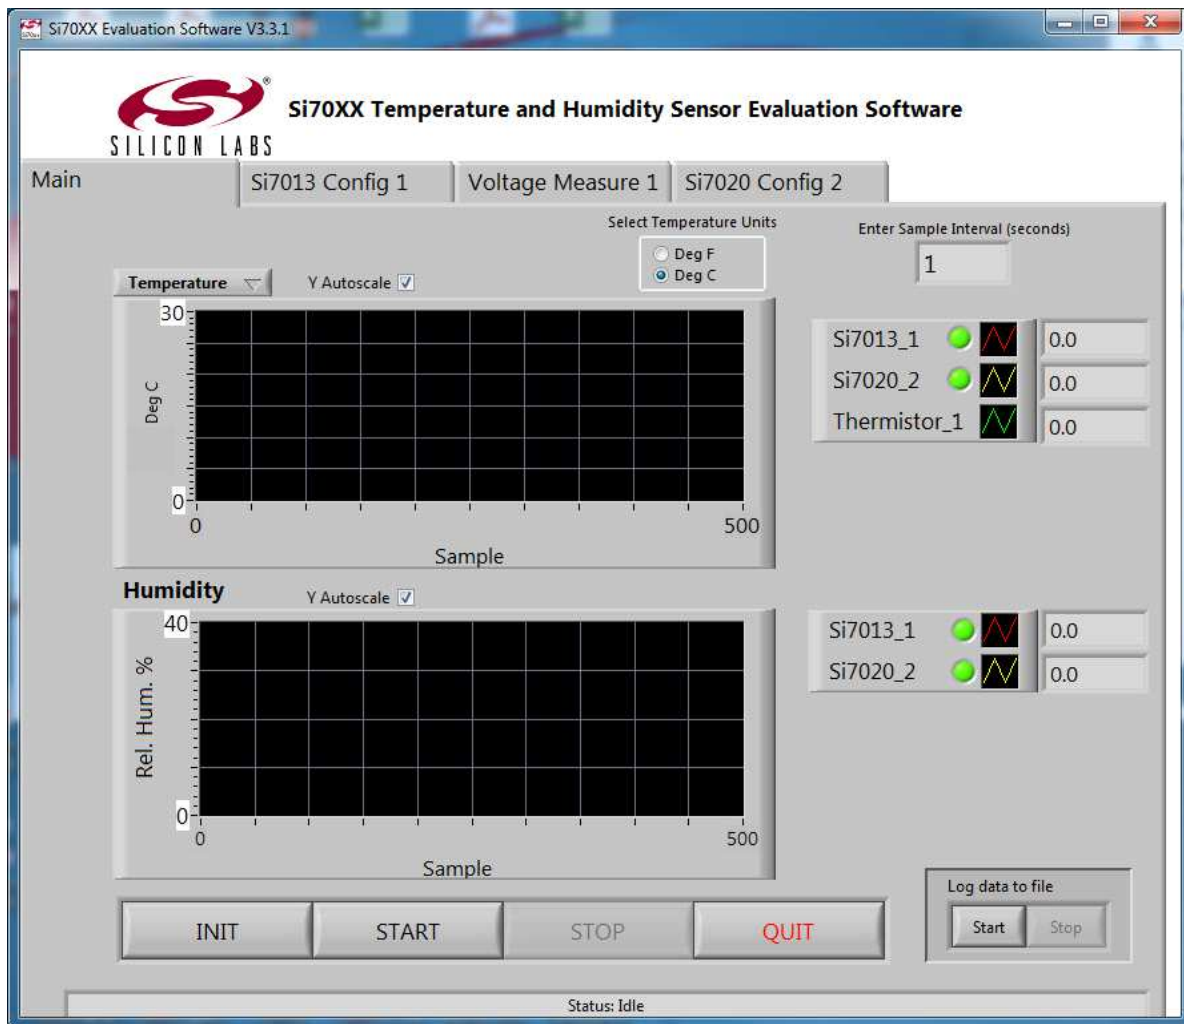 Si70XX Evaluation Software V3.3.1
Si70XX Temperature and Humidity Sensor Evaluation Software
SILICON LABS
®
Main
Si7013 Config 1
Voltage Measure 1
Si7020 Config 2
Select Temperature Units
Deg F
Deg C
Enter Sample Interval (seconds)
1
Temperature
Y Autoscale
30
Deg C
0
0
500
Sample
Si7013_1
0.0
Si7020_2
0.0
Thermistor_1
0.0
Humidity
Y Autoscale
40
Rel. Hum. %
0
0
500
Sample
Si7013_1
0.0
Si7020_2
0.0
INIT
START
STOP
QUIT
Log data to file
Start
Stop
Status: Idle